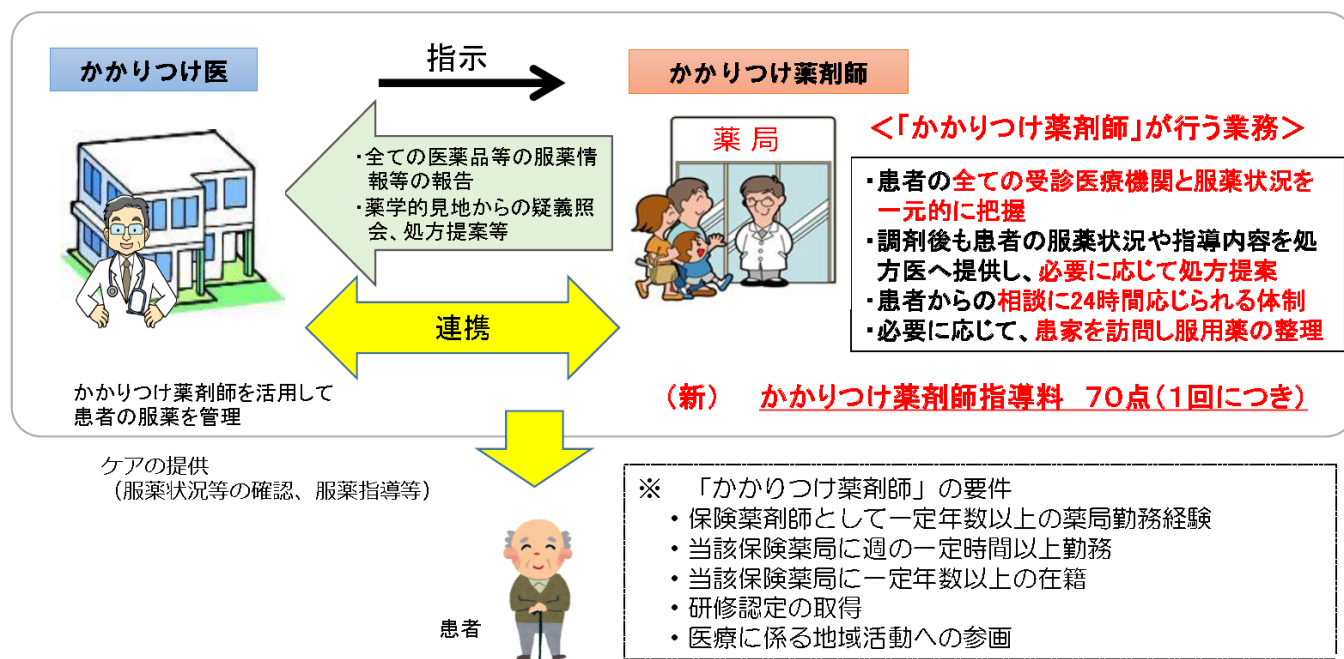 かかりつけ医
指示
かかりつけ薬剤師
・全ての医薬品等の服薬情
報等の報告
・薬学的見地からの疑義照
会、処方提案等
連携
かかりつけ薬剤師を活用して
患者の服薬を管理
薬局
<「かかりつけ薬剤師」が行う業務>
・患者の全ての受診医療機関と服薬状況を
一元的に把握
・調剤後も患者の服薬状況や指導内容を処
方医へ提供し、必要に応じて処方提案
・患者からの相談に24時間応じられる体制
・必要に応じて、患家を訪問し服用薬の整理
(新) かかりつけ薬剤師指導料 70点(1回につき)
ケアの提供
(服薬状況等の確認、服薬指導等)
患者
※ 「かかりつけ薬剤師」の要件
・保険薬剤師として一定年数以上の薬局勤務経験
・当該保険薬局に週の一定時間以上勤務
・当該保険薬局に一定年数以上の在籍
・研修認定の取得
・医療に係る地域活動への参画